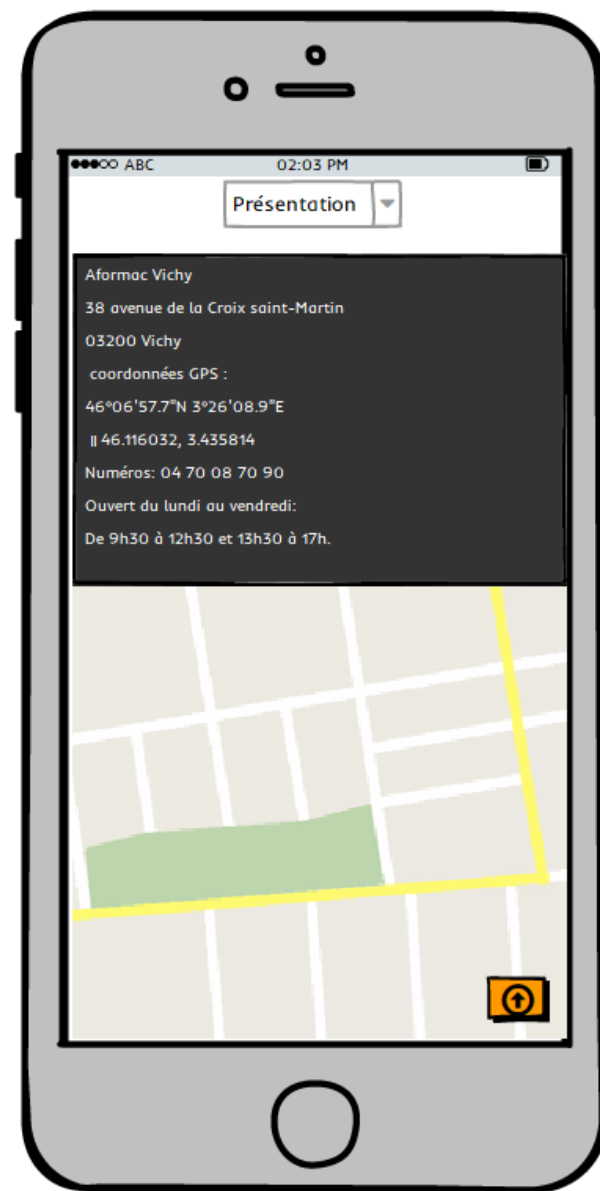 ABC
02:03 PM
Présentation
Aformac Vichy
38 avenue de la Croix saint-Martin
03200 Vichy
coordonnées GPS :
46°06'57.7"N 3°26'08.9"E
|| 46.116032, 3.435814
Numéros: 04 70 08 70 90
Ouvert du lundi au vendredi:
De 9h30 à 12h30 et 13h30 à 17h.